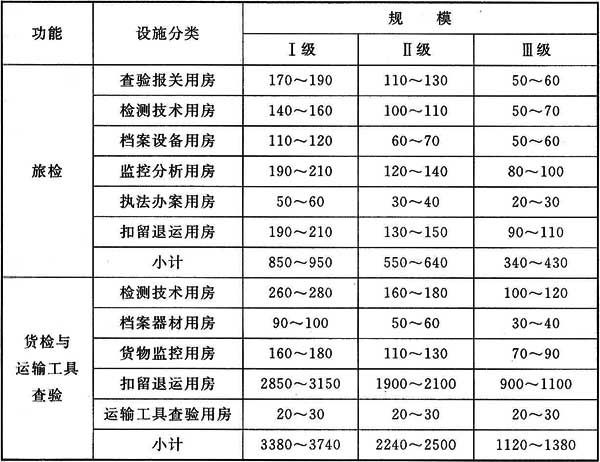 功能 设施分类 规 模
Ⅰ级 Ⅱ级 Ⅲ级
旅检
查验报关用房 170～190 110～130 50～60
检测技术用房 140～160 100～110 50～70
档案设备用房 110～120 60～70 50～60
监控分析用房 190～210 120～140 80～100
执法办案用房 50～60 30～40 20～30
扣留退运用房 190～210 130～150 90～110
小计 850～950 550～640 340～430
货检与
运输工具
查验
检测技术用房 260～280 160～180 100～120
档案器材用房 90～100 50～60 30～40
货物监控用房 160～180 110～130 70～90
扣留退运用房 2850～3150 1900～2100 900～1100
运输工具查验用房 20～30 20～30 20～30
小计 3380～3740 2240～2500 1120～1380